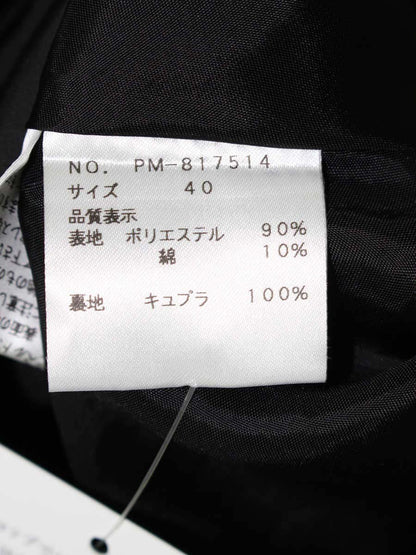 NO. PM-817514
サイズ 40
品質表示
表地 ポリエステル 90%
綿 10%
裏地 キュプラ 100%